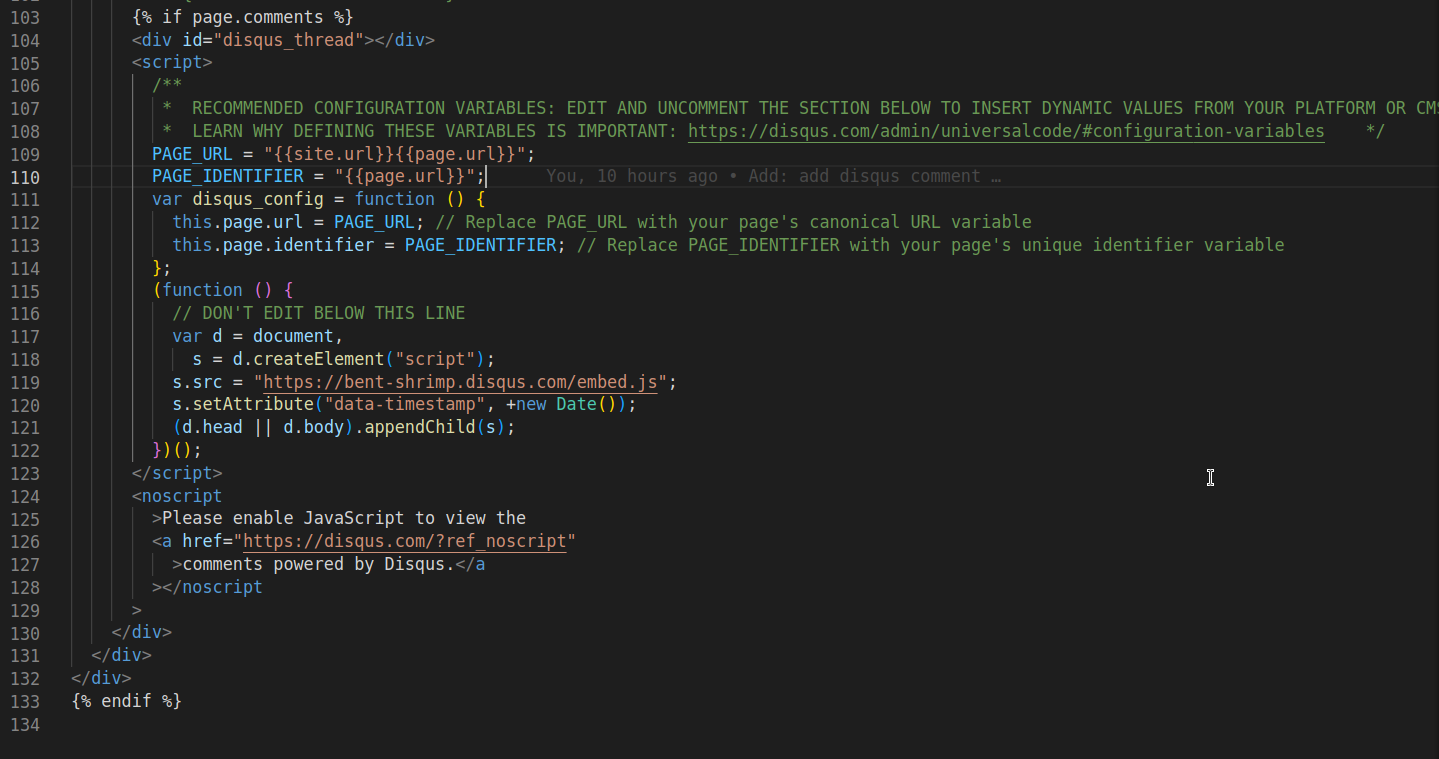 103 {% if page.comments %}
104 <div id="disqus_thread"></div>
105 <script>
106 /**
107 *  RECOMMENDED CONFIGURATION VARIABLES: EDIT AND UNCOMMENT THE SECTION BELOW TO INSERT DYNAMIC VALUES FROM YOUR PLATFORM OR CMS
108 *  LEARN WHY DEFINING THESE VARIABLES IS IMPORTANT: https://disqus.com/admin/universalcode/#configuration-variables    */
109 PAGE_URL = "{{site.url}}{{page.url}}";
110 PAGE_IDENTIFIER = "{{page.url}}"; You, 10 hours ago • Add: add disqus comment …
111 var disqus_config = function () {
112 this.page.url = PAGE_URL; // Replace PAGE_URL with your page's canonical URL variable
113 this.page.identifier = PAGE_IDENTIFIER; // Replace PAGE_IDENTIFIER with your page's unique identifier variable
114 };
115 (function () {
116 // DON'T EDIT BELOW THIS LINE
117 var d = document,
118 s = d.createElement("script");
119 s.src = "https://bent-shrimp.disqus.com/embed.js";
120 s.setAttribute("data-timestamp", +new Date());
121 (d.head || d.body).appendChild(s);
122 })();
123 </script>
124 <noscript
125 >Please enable JavaScript to view the
126 <a href="https://disqus.com/?ref_noscript"
127 >comments powered by Disqus.</a
128 ></noscript
129 >
130 </div>
131 </div>
132 </div>
133 {% endif %}
134